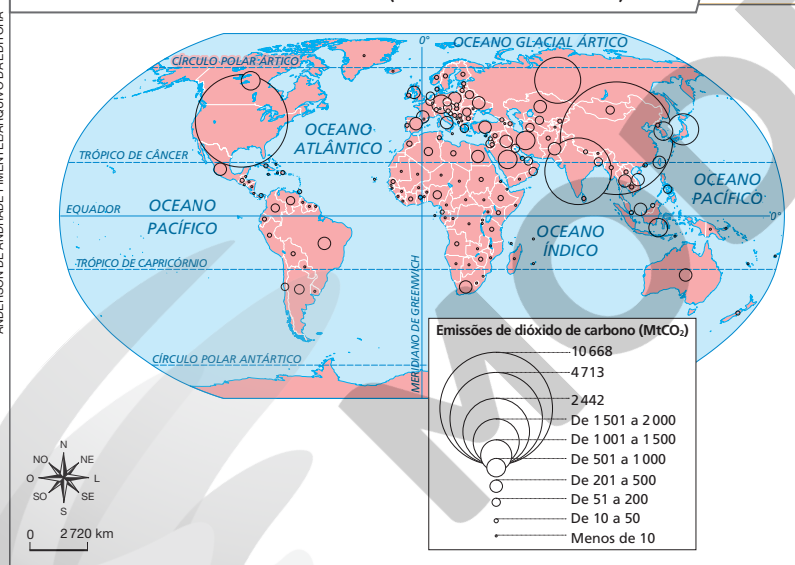 OCEANO GLACIAL ÁRTICO
0°
CÍRCULO POLAR ÁRTICO
OCEANO
ATLÂNTICO
TRÓPICO DE CÂNCER
OCEANO
PACÍFICO
EQUADOR
OCEANO
PACÍFICO
0°
OCEANO
ÍNDICO
TRÓPICO DE CAPRICÓRNIO
MERIDIANO DE GREENWICH
CÍRCULO POLAR ANTÁRTICO
Emissões de dióxido de carbono (MtCO₂)
10 668
4 713
2 442
De 1 501 a 2 000
De 1 001 a 1 500
De 501 a 1 000
De 201 a 500
De 51 a 200
De 10 a 50
Menos de 10
N
NO NE
O L
SO SE
S
0 2 720 km